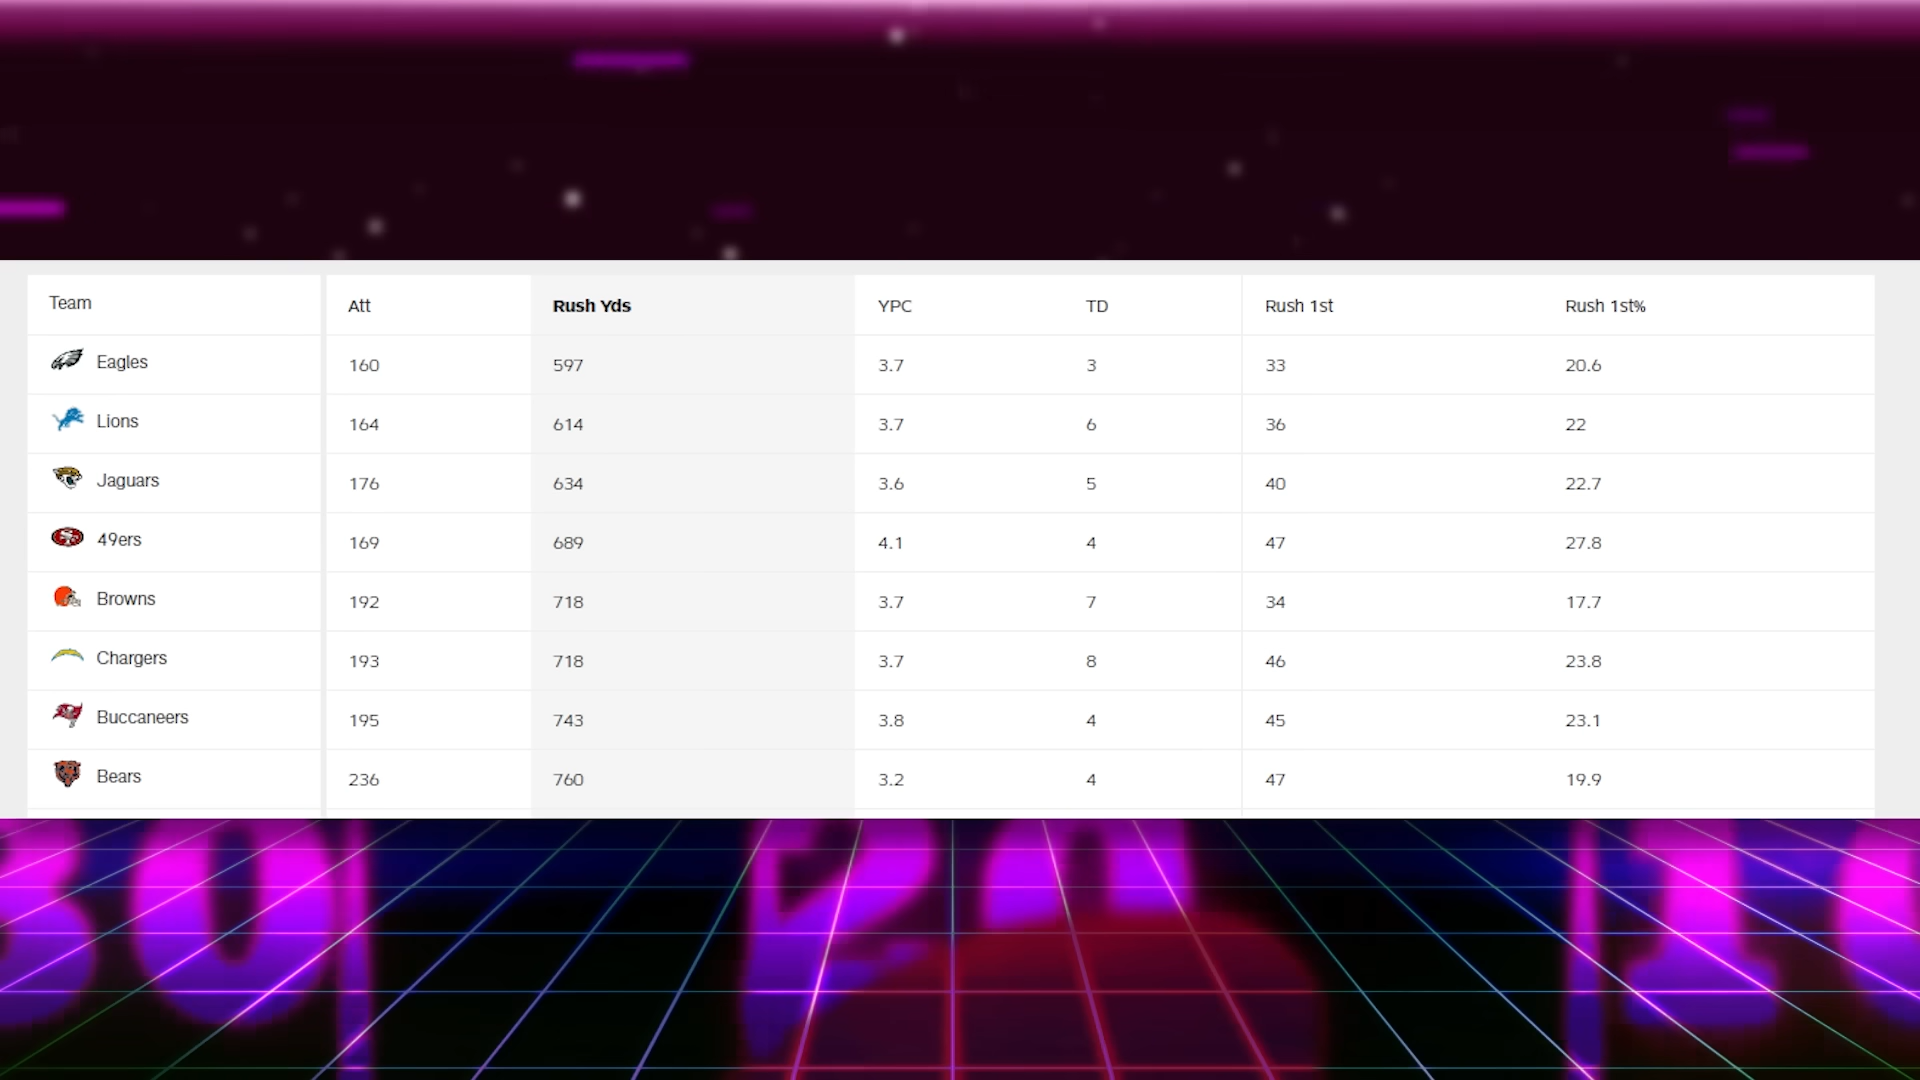 Team Att Rush Yds YPC TD Rush 1st Rush 1st%
Eagles 160 597 3.7 3 33 20.6
Lions 164 614 3.7 6 36 22
Jaguars 176 634 3.6 5 40 22.7
49ers 169 689 4.1 4 47 27.8
Browns 192 718 3.7 7 34 17.7
Chargers 193 718 3.7 8 46 23.8
Buccaneers 195 743 3.8 4 45 23.1
Bears 236 760 3.2 4 47 19.9
30 20 10